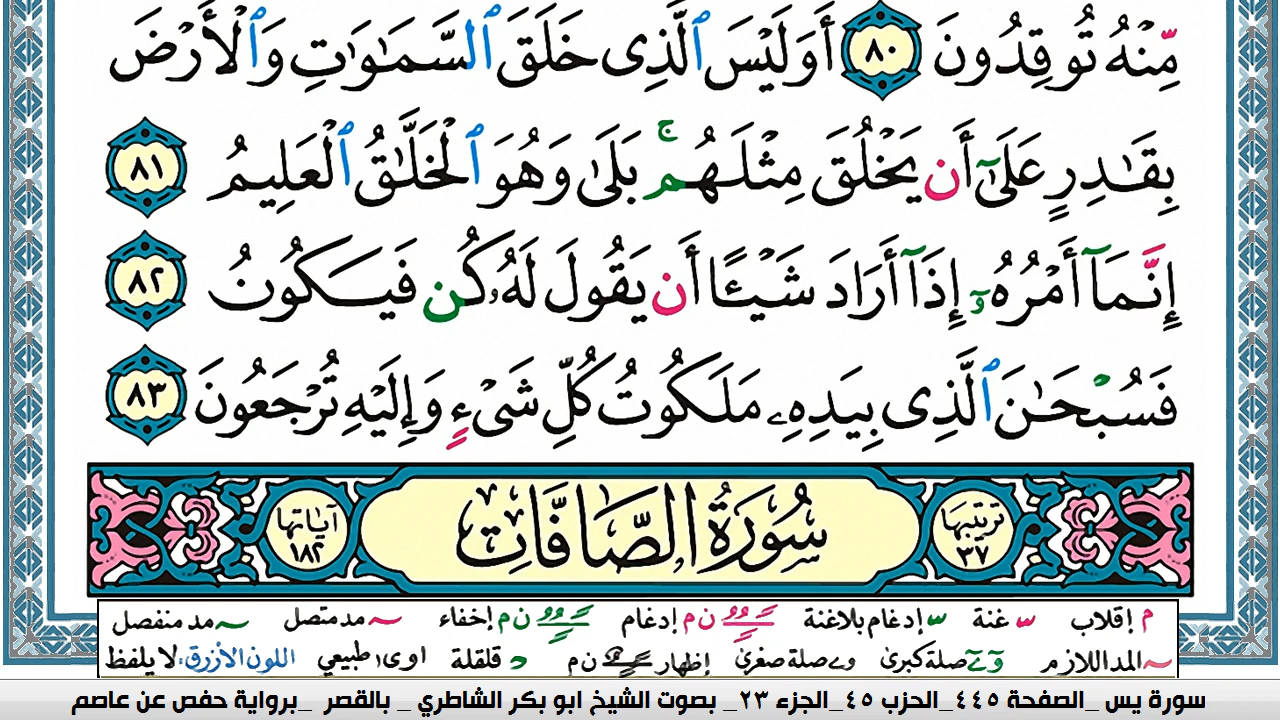 مِّنْهُ تُوقِدُونَ ٨٠ أَوَلَيْسَ ٱلَّذِى خَلَقَ ٱلسَّمَٰوَٰتِ وَٱلْأَرْضَ
بِقَٰدِرٍ عَلَىٰٓ أَن يَخْلُقَ مِثْلَهُم ۚ بَلَىٰ وَهُوَ ٱلْخَلَّٰقُ ٱلْعَلِيمُ ٨١
إِنَّمَآ أَمْرُهُۥٓ إِذَآ أَرَادَ شَيْـًٔا أَن يَقُولَ لَهُۥ كُن فَيَكُونُ ٨٢
فَسُبْحَٰنَ ٱلَّذِى بِيَدِهِۦ مَلَكُوتُ كُلِّ شَىْءٍ وَإِلَيْهِ تُرْجَعُونَ ٨٣
ترتيبها ٣٧ سُورَةُ الصَّافَّاتِ آياتها ١٨٢
م إقلاب غنة إدغام بلاغنة ن م إدغام ن م إخفاء مد متصل مد منفصل
المد اللازم صلة كبرى صلة صغرى إظهار ن م قلقلة اوى طبيعي اللون الأزرق: لا يلفظ
سورة يس _الصفحة ٤٤٥_الحزب ٤٥_الجزء ٢٣_ بصوت الشيخ ابو بكر الشاطري _ بالقصر _برواية حفص عن عاصم